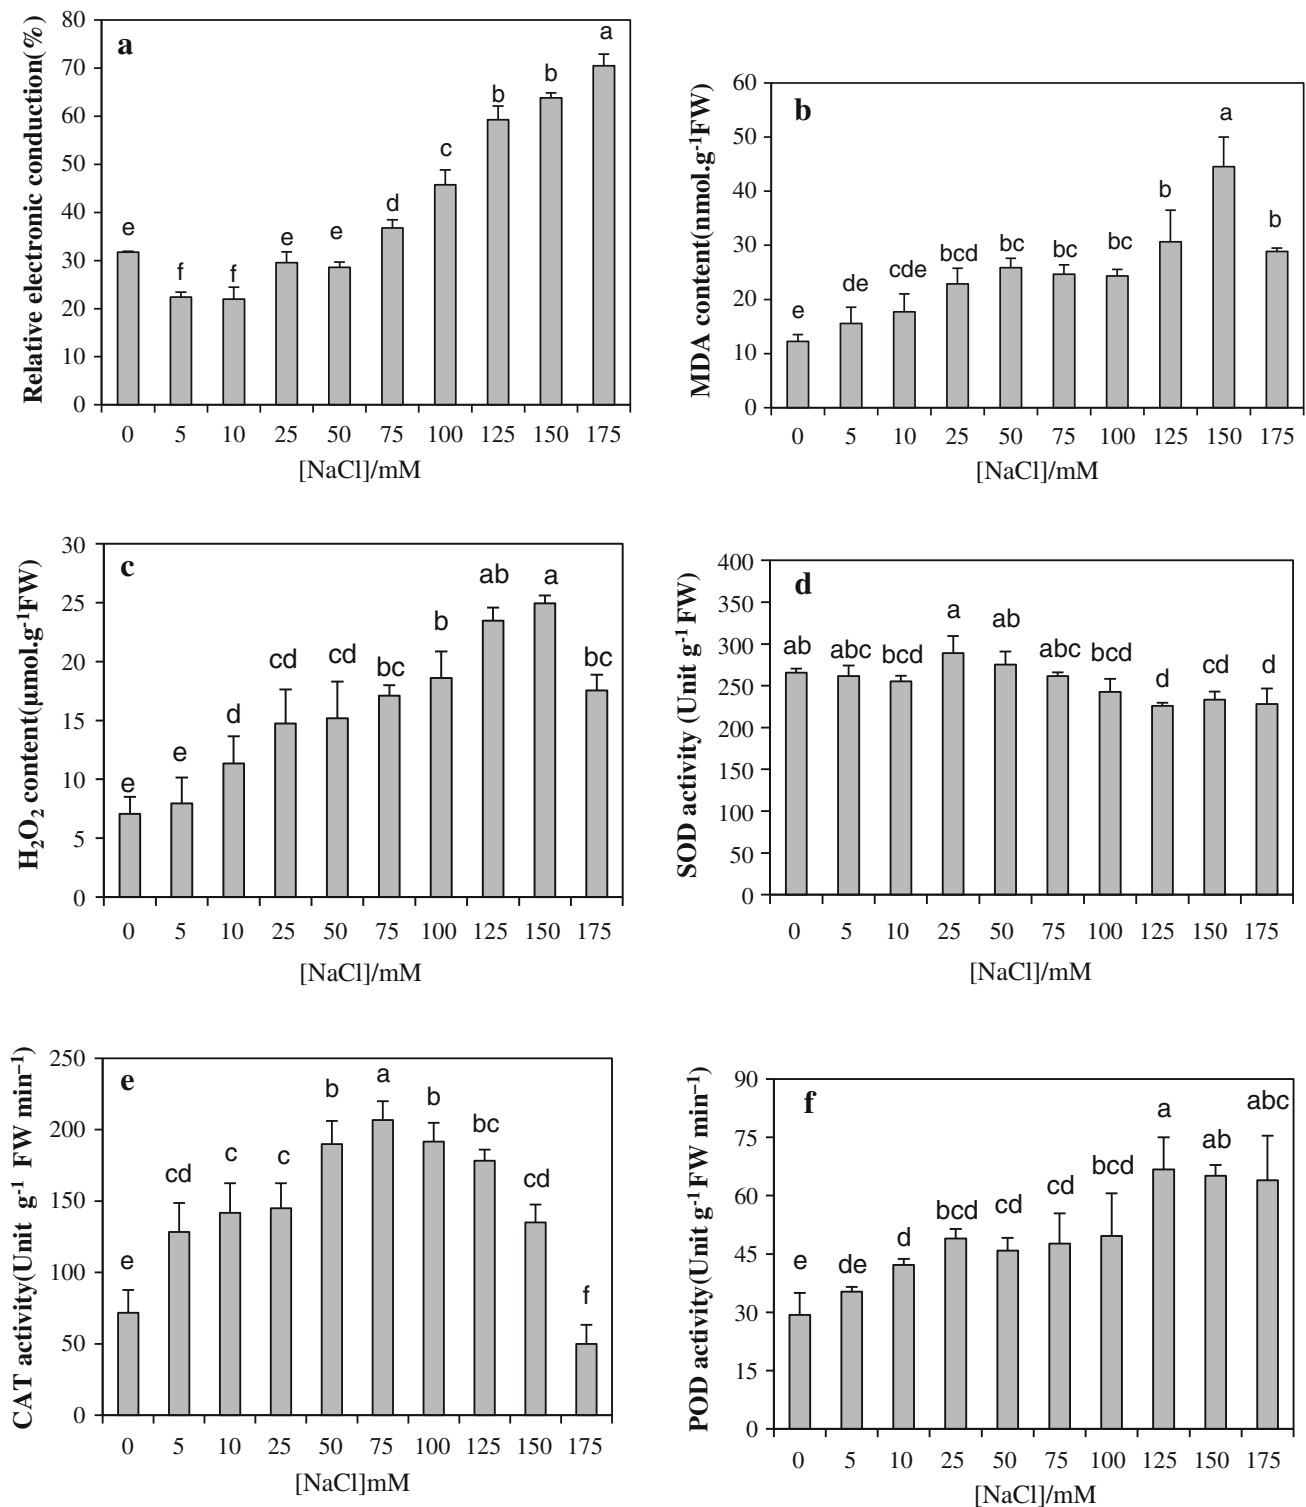 a
Relative electronic conduction(%)
80
70
60
50
40
30
20
10
0
e f f e e d c b b a
0 5 10 25 50 75 100 125 150 175
[NaCl]/mM
b
MDA content(nmol.g-1FW)
60
50
40
30
20
10
0
e de cde bcd bc bc bc b a b
0 5 10 25 50 75 100 125 150 175
[NaCl]/mM
c
H2O2 content(µmol.g-1FW)
30
25
20
15
10
5
0
e e d cd cd bc b ab a bc
0 5 10 25 50 75 100 125 150 175
[NaCl]/mM
d
SOD activity (Unit g-1 FW)
400
350
300
250
200
150
100
50
0
ab abc bcd a ab abc bcd d cd d
0 5 10 25 50 75 100 125 150 175
[NaCl]/mM
e
CAT activity(Unit g-1 FW min−1)
250
200
150
100
50
0
e cd c c b a b bc cd f
0 5 10 25 50 75 100 125 150 175
[NaCl]mM
f
POD activity(Unit g-1 FW min−1)
90
75
60
45
30
15
0
e de d bcd cd cd bcd a ab abc
0 5 10 25 50 75 100 125 150 175
[NaCl]/mM